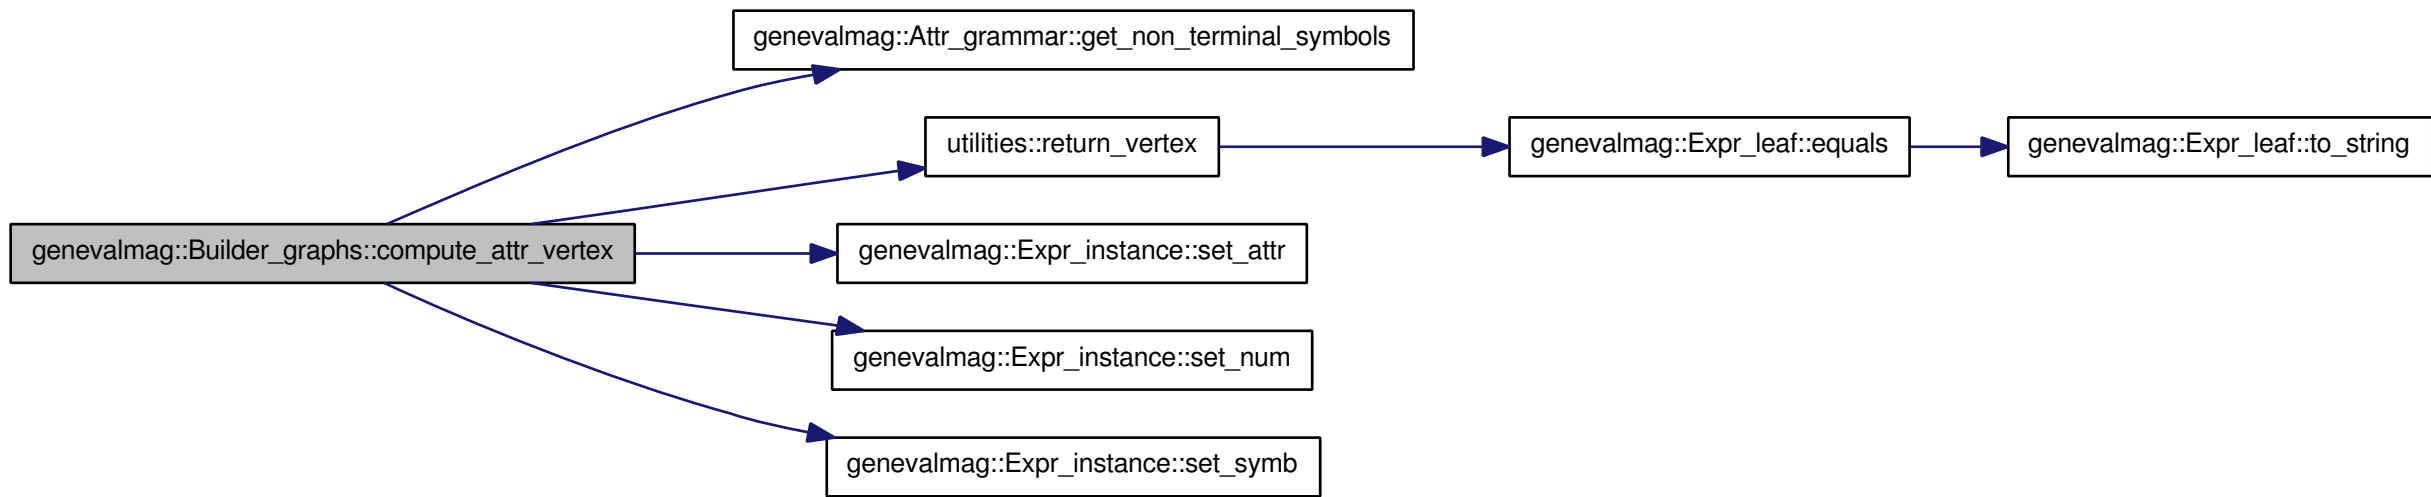 genevalmag::Attr_grammar::get_non_terminal_symbols
utilities::return_vertex
genevalmag::Expr_leaf::equals
genevalmag::Expr_leaf::to_string
genevalmag::Builder_graphs::compute_attr_vertex
genevalmag::Expr_instance::set_attr
genevalmag::Expr_instance::set_num
genevalmag::Expr_instance::set_symb